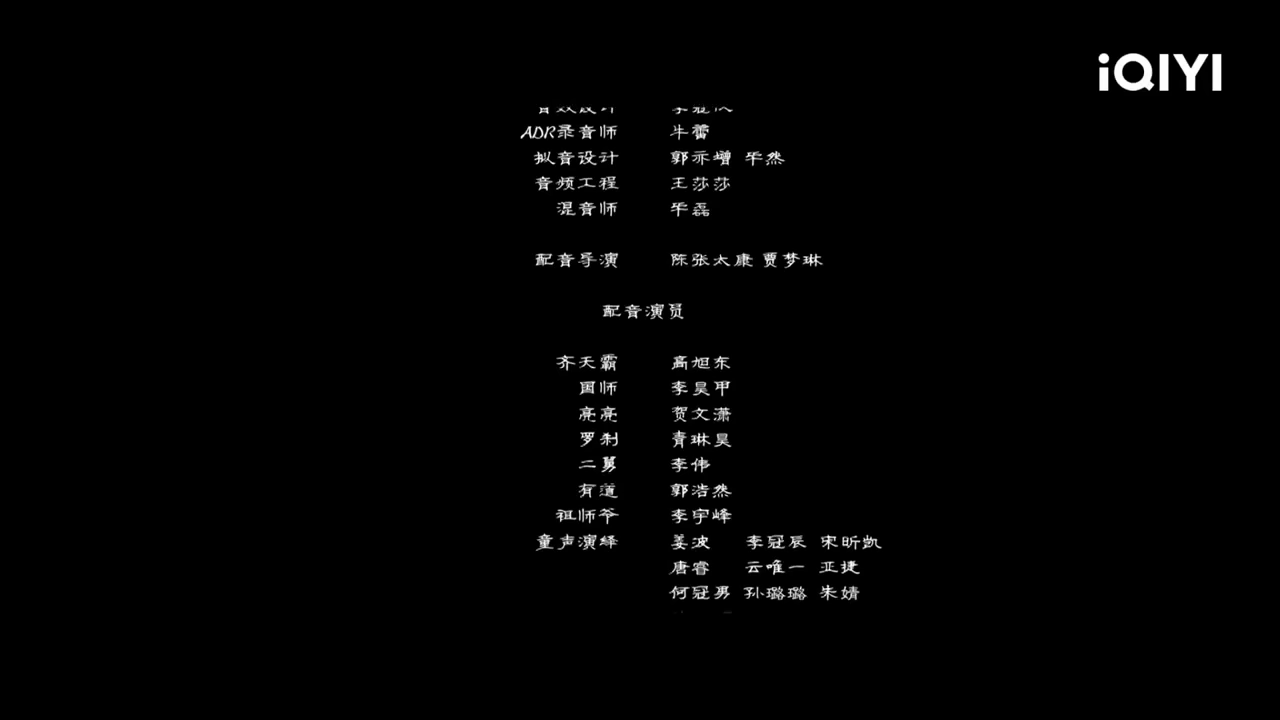 iQIYI
ADR录音师 牛蕾
拟音设计 郭亦增 平然
音频工程 王莎莎
混音师 平磊
配音导演 陈张太康 贾梦琳
配音演员
齐天霸 高旭东
国师 李昊甲
亮亮 贺文潇
罗刹 青琳昊
二舅 李伟
有道 郭浩然
祖师爷 李宇峰
童声演绎 姜波 李冠辰 宋昕凯
唐睿 云唯一 亚捷
何冠男 孙璐璐 朱婧